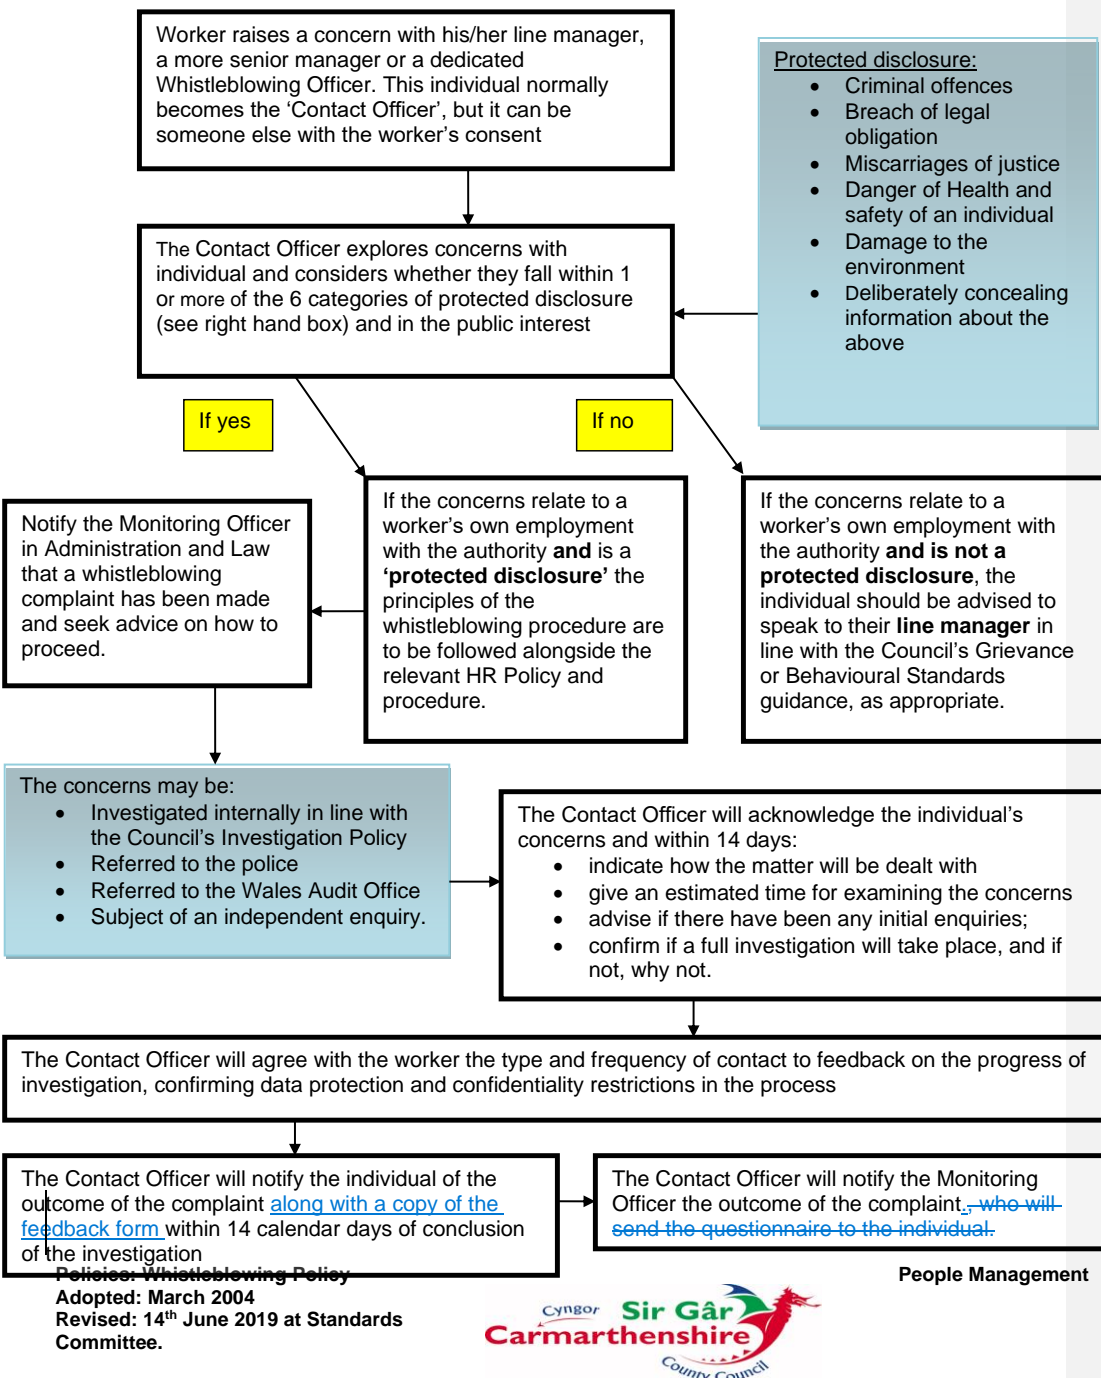 Worker raises a concern with his/her line manager,
a more senior manager or a dedicated
Whistleblowing Officer. This individual normally
becomes the ‘Contact Officer’, but it can be
someone else with the worker’s consent
Protected disclosure:
• Criminal offences
• Breach of legal
obligation
• Miscarriages of justice
• Danger of Health and
safety of an individual
• Damage to the
environment
• Deliberately concealing
information about the
above
The Contact Officer explores concerns with
individual and considers whether they fall within 1
or more of the 6 categories of protected disclosure
(see right hand box) and in the public interest
If yes
If no
Notify the Monitoring Officer
in Administration and Law
that a whistleblowing
complaint has been made
and seek advice on how to
proceed.
If the concerns relate to a
worker’s own employment
with the authority and is a
‘protected disclosure’ the
principles of the
whistleblowing procedure are
to be followed alongside the
relevant HR Policy and
procedure.
If the concerns relate to a
worker’s own employment with
the authority and is not a
protected disclosure, the
individual should be advised to
speak to their line manager in
line with the Council’s Grievance
or Behavioural Standards
guidance, as appropriate.
The concerns may be:
• Investigated internally in line with
the Council’s Investigation Policy
• Referred to the police
• Referred to the Wales Audit Office
• Subject of an independent enquiry.
The Contact Officer will acknowledge the individual’s
concerns and within 14 days:
• indicate how the matter will be dealt with
• give an estimated time for examining the concerns
• advise if there have been any initial enquiries;
• confirm if a full investigation will take place, and if
not, why not.
The Contact Officer will agree with the worker the type and frequency of contact to feedback on the progress of
investigation, confirming data protection and confidentiality restrictions in the process
The Contact Officer will notify the individual of the
outcome of the complaint along with a copy of the
feedback form within 14 calendar days of conclusion
of the investigation
The Contact Officer will notify the Monitoring
Officer the outcome of the complaint., who will
send the questionnaire to the individual.
Policies: Whistleblowing Policy
People Management
Adopted: March 2004
Revised: 14th June 2019 at Standards
Committee.
Cyngor Sir Gâr
Carmarthenshire
County Council